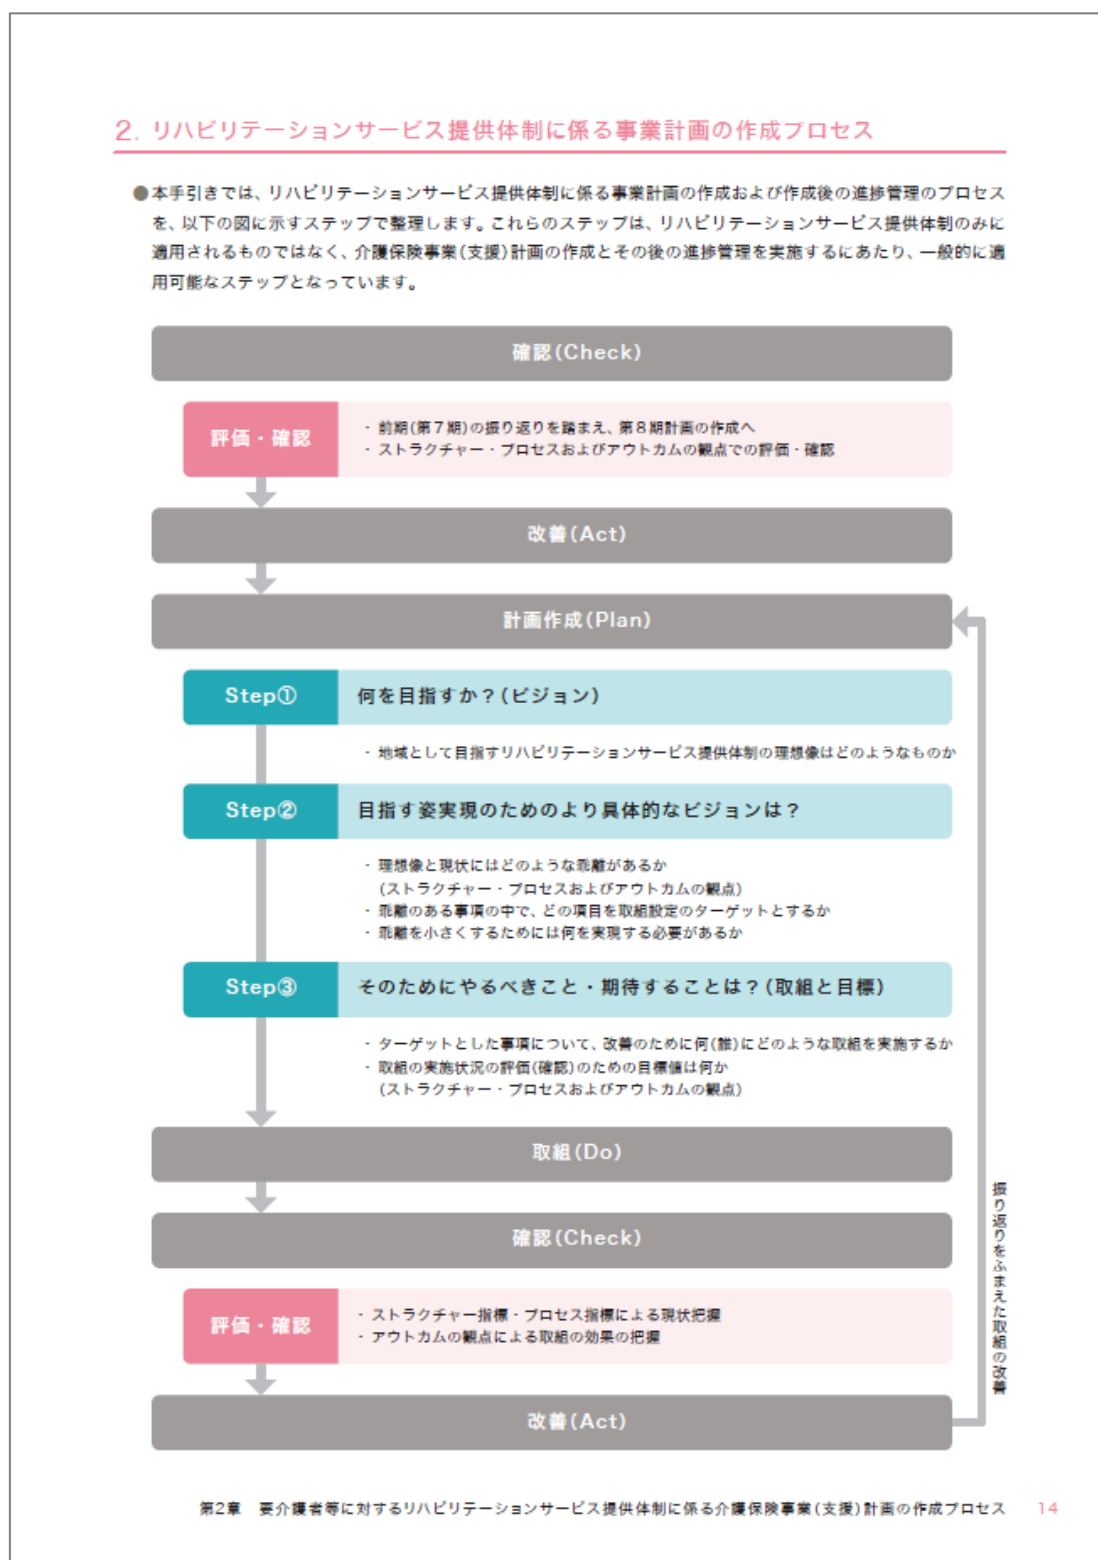 2. リハビリテーションサービス提供体制に係る事業計画の作成プロセス
●本手引きでは、リハビリテーションサービス提供体制に係る事業計画の作成および作成後の進捗管理のプロセス
を、以下の図に示すステップで整理します。これらのステップは、リハビリテーションサービス提供体制のみに
適用されるものではなく、介護保険事業(支援)計画の作成とその後の進捗管理を実施するにあたり、一般的に適
用可能なステップとなっています。
確認(Check)
評価・確認
・前期(第7期)の振り返りを踏まえ、第8期計画の作成へ
・ストラクチャー・プロセスおよびアウトカムの観点での評価・確認
改善(Act)
計画作成(Plan)
Step① 何を目指すか？(ビジョン)
・地域として目指すリハビリテーションサービス提供体制の理想像はどのようなものか
Step② 目指す姿実現のためのより具体的なビジョンは？
・理想像と現状にはどのような乖離があるか
(ストラクチャー・プロセスおよびアウトカムの観点)
・乖離のある事項の中で、どの項目を取組設定のターゲットとするか
・乖離を小さくするためには何を実現する必要があるか
Step③ そのためにやるべきこと・期待することは？(取組と目標)
・ターゲットとした事項について、改善のために何(誰)にどのような取組を実施するか
・取組の実施状況の評価(確認)のための目標値は何か
(ストラクチャー・プロセスおよびアウトカムの観点)
取組(Do)
確認(Check)
評価・確認
・ストラクチャー指標・プロセス指標による現状把握
・アウトカムの観点による取組の効果の把握
改善(Act)
振り返りをふまえた取組の改善
第2章 要介護者等に対するリハビリテーションサービス提供体制に係る介護保険事業(支援)計画の作成プロセス 14